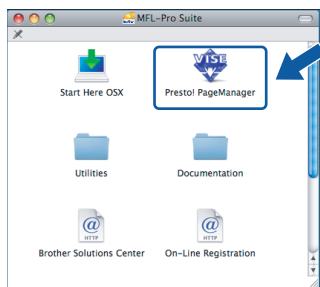 MFL-Pro Suite
VISE
Start Here OSX
Presto! PageManager
Utilities
Documentation
@
HTTP
@
HTTP
Brother Solutions Center
On-Line Registration